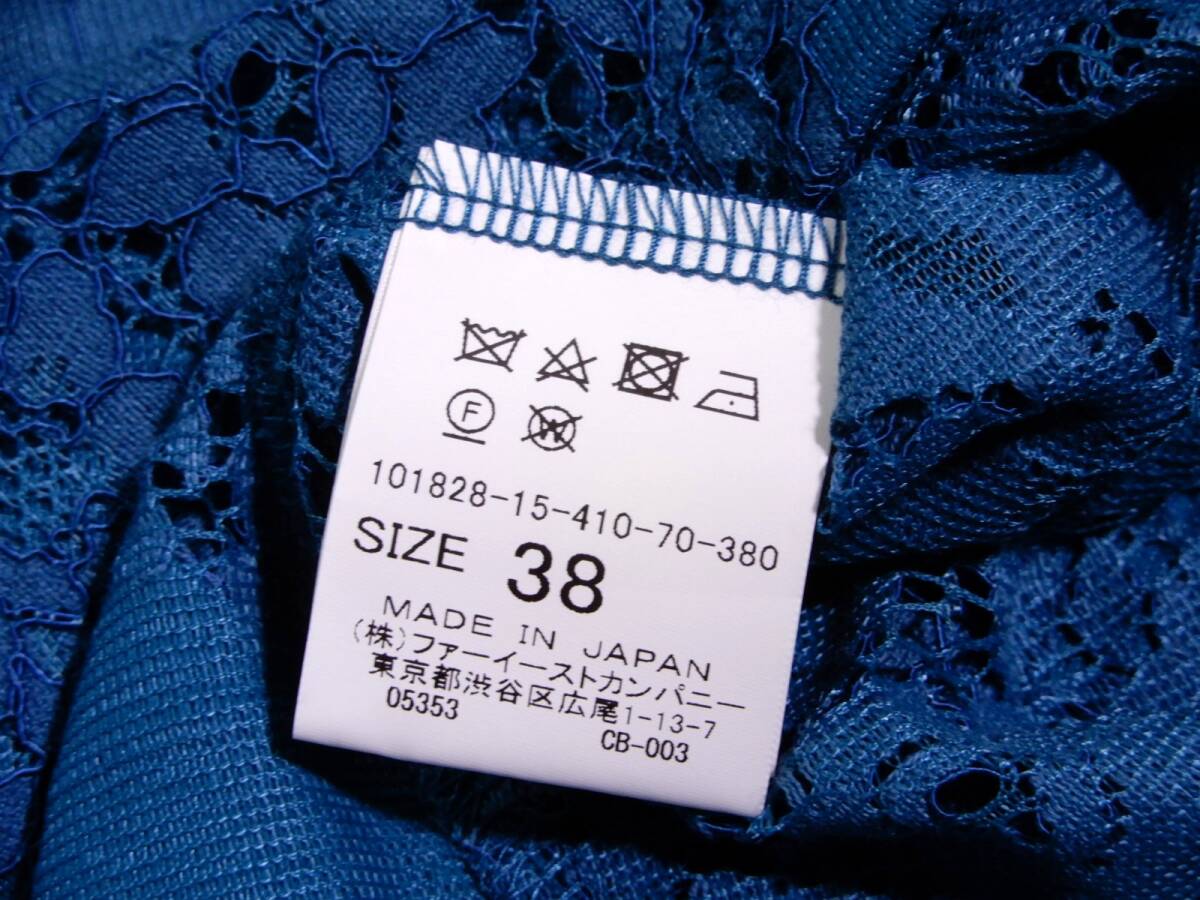 F W
101828-15-410-70-380
SIZE 38
MADE IN JAPAN
(株)ファーイーストカンパニー
東京都渋谷区広尾1-13-7
05353 CB-003